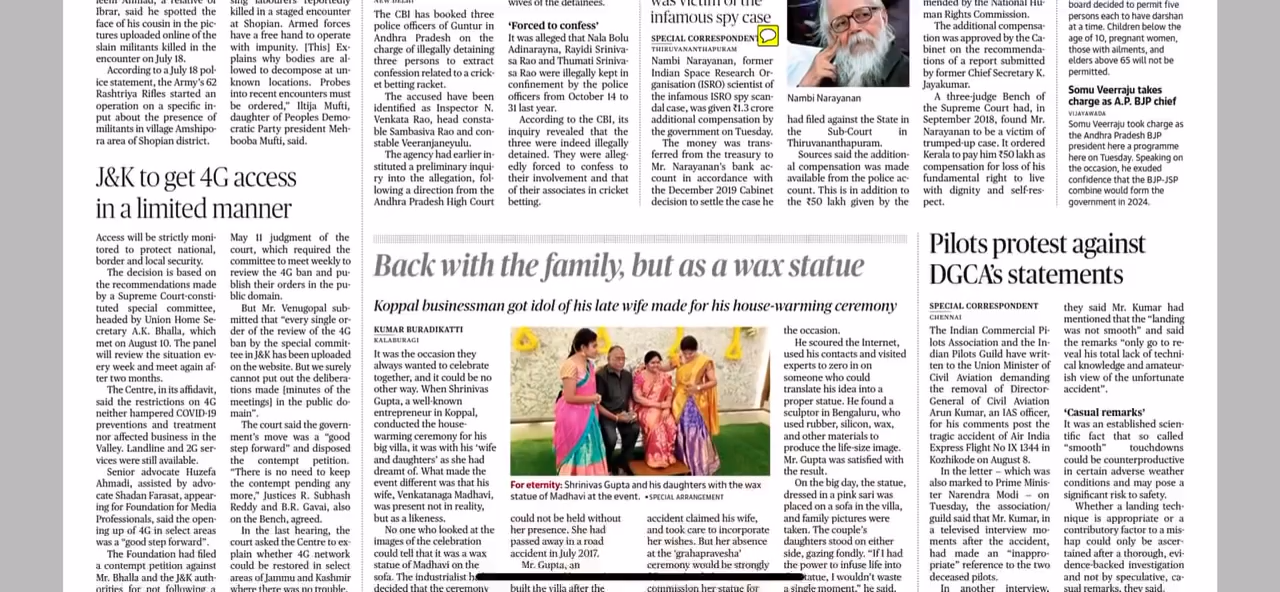 Ibrar, said he spotted the
face of his cousin in the pic-
tures uploaded online of the
slain militants killed in the
encounter on July 18.
According to a July 18 pol-
ice statement, the Army's 62
Rashtriya Rifles started an
operation on a specific in-
put about the presence of
militants in village Amshipo-
ra area of Shopian district.
killed in a staged encounter
at Shopian. Armed forces
have a free hand to operate
with impunity. [This] Ex-
plains why bodies are al-
lowed to decompose at un-
known locations. Probes
into recent encounters must
be ordered," Iltija Mufti,
daughter of Peoples Demo-
cratic Party president Meh-
booba Mufti, said.
J&K to get 4G access
in a limited manner
Access will be strictly moni-
tored to protect national,
border and local security.
The decision is based on
the recommendations made
by a Supreme Court-consti-
tuted special committee,
headed by Union Home Se-
cretary A.K. Bhalla, which
met on August 10. The panel
will review the situation ev-
ery week and meet again af-
ter two months.
The Centre, in its affidavit,
said the restrictions on 4G
neither hampered COVID-19
preventions and treatment
nor affected business in the
Valley. Landline and 2G ser-
vices were still available.
Senior advocate Huzefa
Ahmadi, assisted by advo-
cate Shadan Farasat, appear-
ing for Foundation for Media
Professionals, said the open-
ing up of 4G in select areas
was a "good step forward".
The Foundation had filed
a contempt petition against
Mr. Bhalla and the J&K auth-
orities for not following a
May 11 judgment of the
court, which required the
committee to meet weekly to
review the 4G ban and pu-
blish their orders in the pu-
blic domain.
But Mr. Venugopal sub-
mitted that "every single or-
der of the review of the 4G
ban by the special commit-
tee in J&K has been uploaded
on the website. But we surely
cannot put out the delibera-
tions made [minutes of the
meetings] in the public do-
main".
The court said the govern-
ment's move was a "good
step forward" and disposed
the contempt petition.
"There is no need to keep
the contempt pending any
more," Justices R. Subhash
Reddy and B.R. Gavai, also
on the Bench, agreed.
In the last hearing, the
court asked the Centre to ex-
plain whether 4G network
could be restored in select
areas of Jammu and Kashmir
where there was no trouble.
The CBI has booked three
police officers of Guntur in
Andhra Pradesh on the
charge of illegally detaining
three persons to extract
confession related to a crick-
et betting racket.
The accused have been
identified as Inspector N.
Venkata Rao, head consta-
ble Sambasiva Rao and con-
stable Veeranjaneyulu.
The agency had earlier in-
stituted a preliminary inqui-
ry into the allegation, fol-
lowing a direction from the
Andhra Pradesh High Court
wives of the detainees.
'Forced to confess'
It was alleged that Nala Bolu
Adinarayna, Rayidi Sriniva-
sa Rao and Thumati Sriniva-
sa Rao were illegally kept in
confinement by the police
officers from October 14 to
31 last year.
According to the CBI, its
inquiry revealed that the
three were indeed illegally
detained. They were alleg-
edly forced to confess to
their involvement and that
of their associates in cricket
betting.
was victim of the
infamous spy case
SPECIAL CORRESPONDENT
THIRUVANANTHAPURAM
Nambi Narayanan, former
Indian Space Research Or-
ganisation (ISRO) scientist of
the infamous ISRO spy scan-
dal case, was given ₹1.3 crore
additional compensation by
the government on Tuesday.
The money was trans-
ferred from the treasury to
Mr. Narayanan's bank ac-
count in accordance with
the December 2019 Cabinet
decision to settle the case he
Nambi Narayanan
had filed against the State in
the Sub-Court in
Thiruvananthapuram.
Sources said the addition-
al compensation was made
available from the police ac-
count. This is in addition to
the ₹50 lakh given by the
mended by the National Hu-
man Rights Commission.
The additional compensa-
tion was approved by the Ca-
binet on the recommenda-
tions of a report submitted
by former Chief Secretary K.
Jayakumar.
A three-judge Bench of
the Supreme Court had, in
September 2018, found Mr.
Narayanan to be a victim of
trumped-up case. It ordered
Kerala to pay him ₹50 lakh as
compensation for loss of his
fundamental right to live
with dignity and self-res-
pect.
board decided to permit five
persons each to have darshan
at a time. Children below the
age of 10, pregnant women,
those with ailments, and
elders above 65 will not be
permitted.
Somu Veerraju takes
charge as A.P. BJP chief
VIJAYAWADA
Somu Veerraju took charge as
the Andhra Pradesh BJP
president here a programme
here on Tuesday. Speaking on
the occasion, he exuded
confidence that the BJP-JSP
combine would form the
government in 2024.
Back with the family, but as a wax statue
Koppal businessman got idol of his late wife made for his house-warming ceremony
KUMAR BURADIKATTI
KALABURAGI
It was the occasion they
always wanted to celebrate
together, and it could be no
other way. When Shrinivas
Gupta, a well-known
entrepreneur in Koppal,
conducted the house-
warming ceremony for his
big villa, it was with his 'wife
and daughters' as she had
dreamt of. What made the
event different was that his
wife, Venkatanaga Madhavi,
was present not in reality,
but as a likeness.
No one who looked at the
images of the celebration
could tell that it was a wax
statue of Madhavi on the
sofa. The industrialist
decided that the ceremony
For eternity: Shrinivas Gupta and his daughters with the wax
statue of Madhavi at the event. •SPECIAL ARRANGEMENT
could not be held without
her presence. She had
passed away in a road
accident in July 2017.
Mr. Gupta, an
built the villa after the
accident claimed his wife,
and took care to incorporate
her wishes. But her absence
at the 'grahapravesha'
ceremony would be strongly
commission her statue for
the occasion.
He scoured the Internet,
used his contacts and visited
experts to zero in on
someone who could
translate his idea into a
proper statue. He found a
sculptor in Bengaluru, who
used rubber, silicon, wax,
and other materials to
produce the life-size image.
Mr. Gupta was satisfied with
the result.
On the big day, the statue,
dressed in a pink sari was
placed on a sofa in the villa,
and family pictures were
taken. The couple's
daughters stood on either
side, gazing fondly. "If I had
the power to infuse life into
statue, I wouldn't waste
a single moment," he said.
Pilots protest against
DGCA's statements
SPECIAL CORRESPONDENT
CHENNAI
The Indian Commercial Pi-
lots Association and the In-
dian Pilots Guild have writ-
ten to the Union Minister of
Civil Aviation demanding
the removal of Director-
General of Civil Aviation
Arun Kumar, an IAS officer,
for his comments post the
tragic accident of Air India
Express Flight No IX 1344 in
Kozhikode on August 8.
In the letter – which was
also marked to Prime Minis-
ter Narendra Modi – on
Tuesday, the association/
guild said that Mr. Kumar, in
a televised interview mo-
ments after the accident,
had made an "inappro-
priate" reference to the two
deceased pilots.
In another interview,
they said Mr. Kumar had
mentioned that the "landing
was not smooth" and said
the remarks "only go to re-
veal his total lack of techni-
cal knowledge and amateur-
ish view of the unfortunate
accident".
'Casual remarks'
It was an established scien-
tific fact that so called
"smooth" touchdowns
could be counterproductive
in certain adverse weather
conditions and may pose a
significant risk to safety.
Whether a landing tech-
nique is appropriate or a
contributory factor to a mis-
hap could only be ascer-
tained after a thorough, evi-
dence-backed investigation
and not by speculative, ca-
sual remarks, they said.